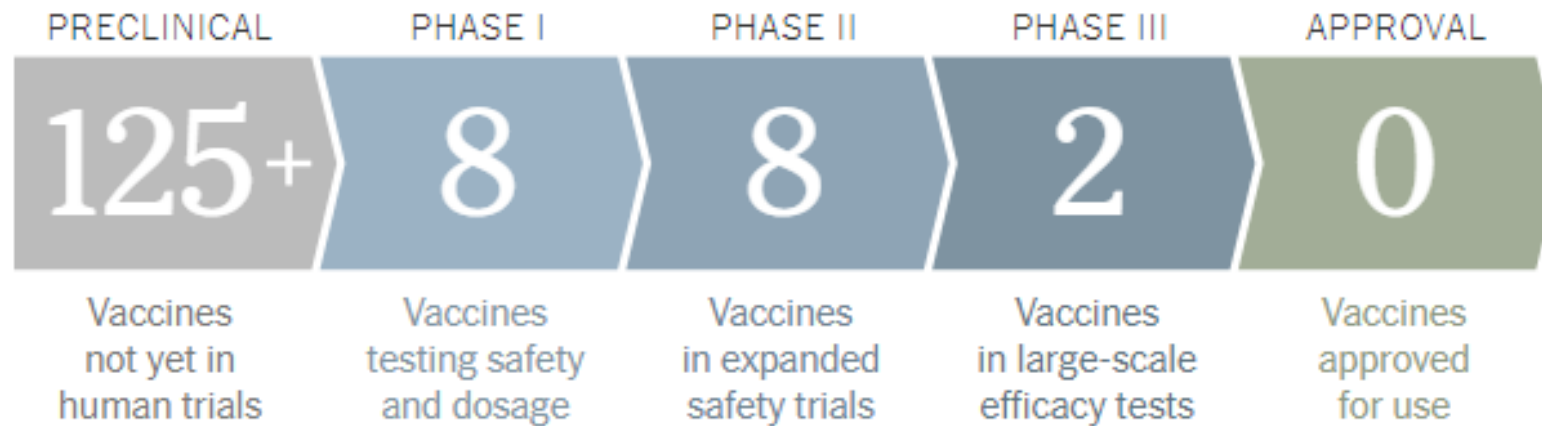 PRECLINICAL PHASE I PHASE II PHASE III APPROVAL
125+ 8 8 2 0
Vaccines Vaccines Vaccines Vaccines Vaccines
not yet in testing safety in expanded in large-scale approved
human trials and dosage safety trials efficacy tests for use